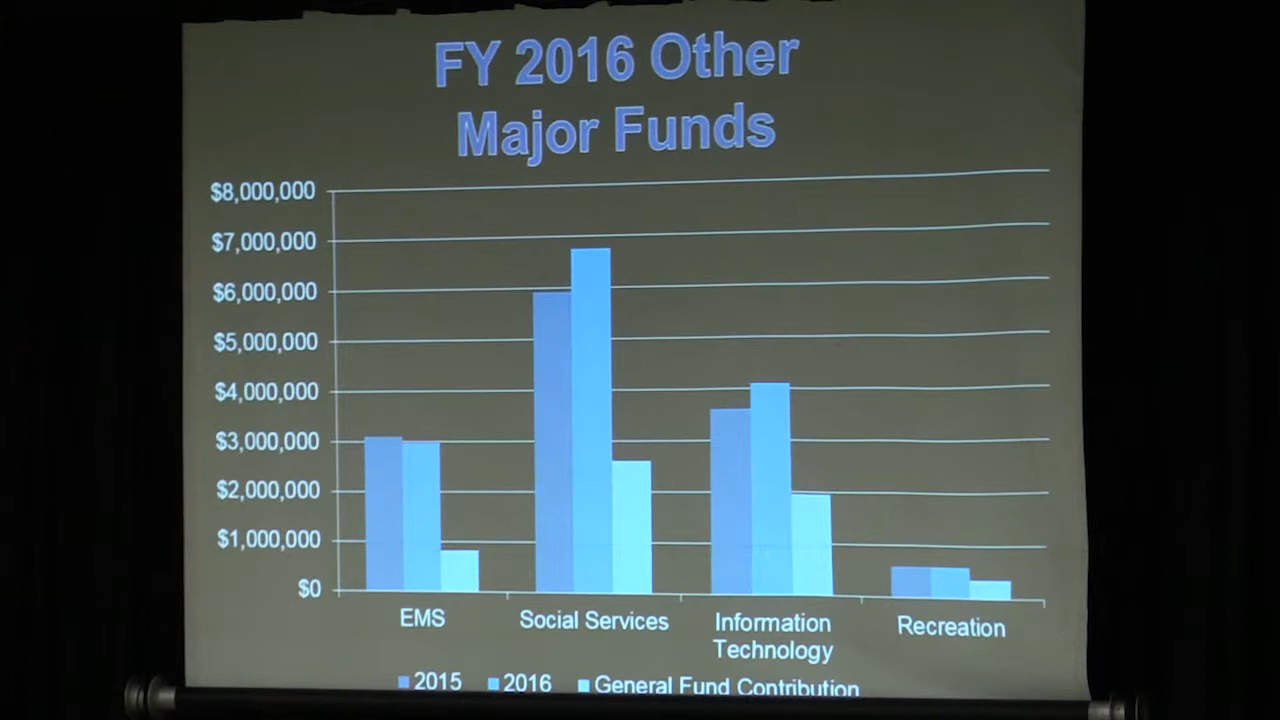 FY 2016 Other
Major Funds
$8,000,000
$7,000,000
$6,000,000
$5,000,000
$4,000,000
$3,000,000
$2,000,000
$1,000,000
$0
EMS
Social Services
Information
Technology
Recreation
2015 2016 General Fund Contribution